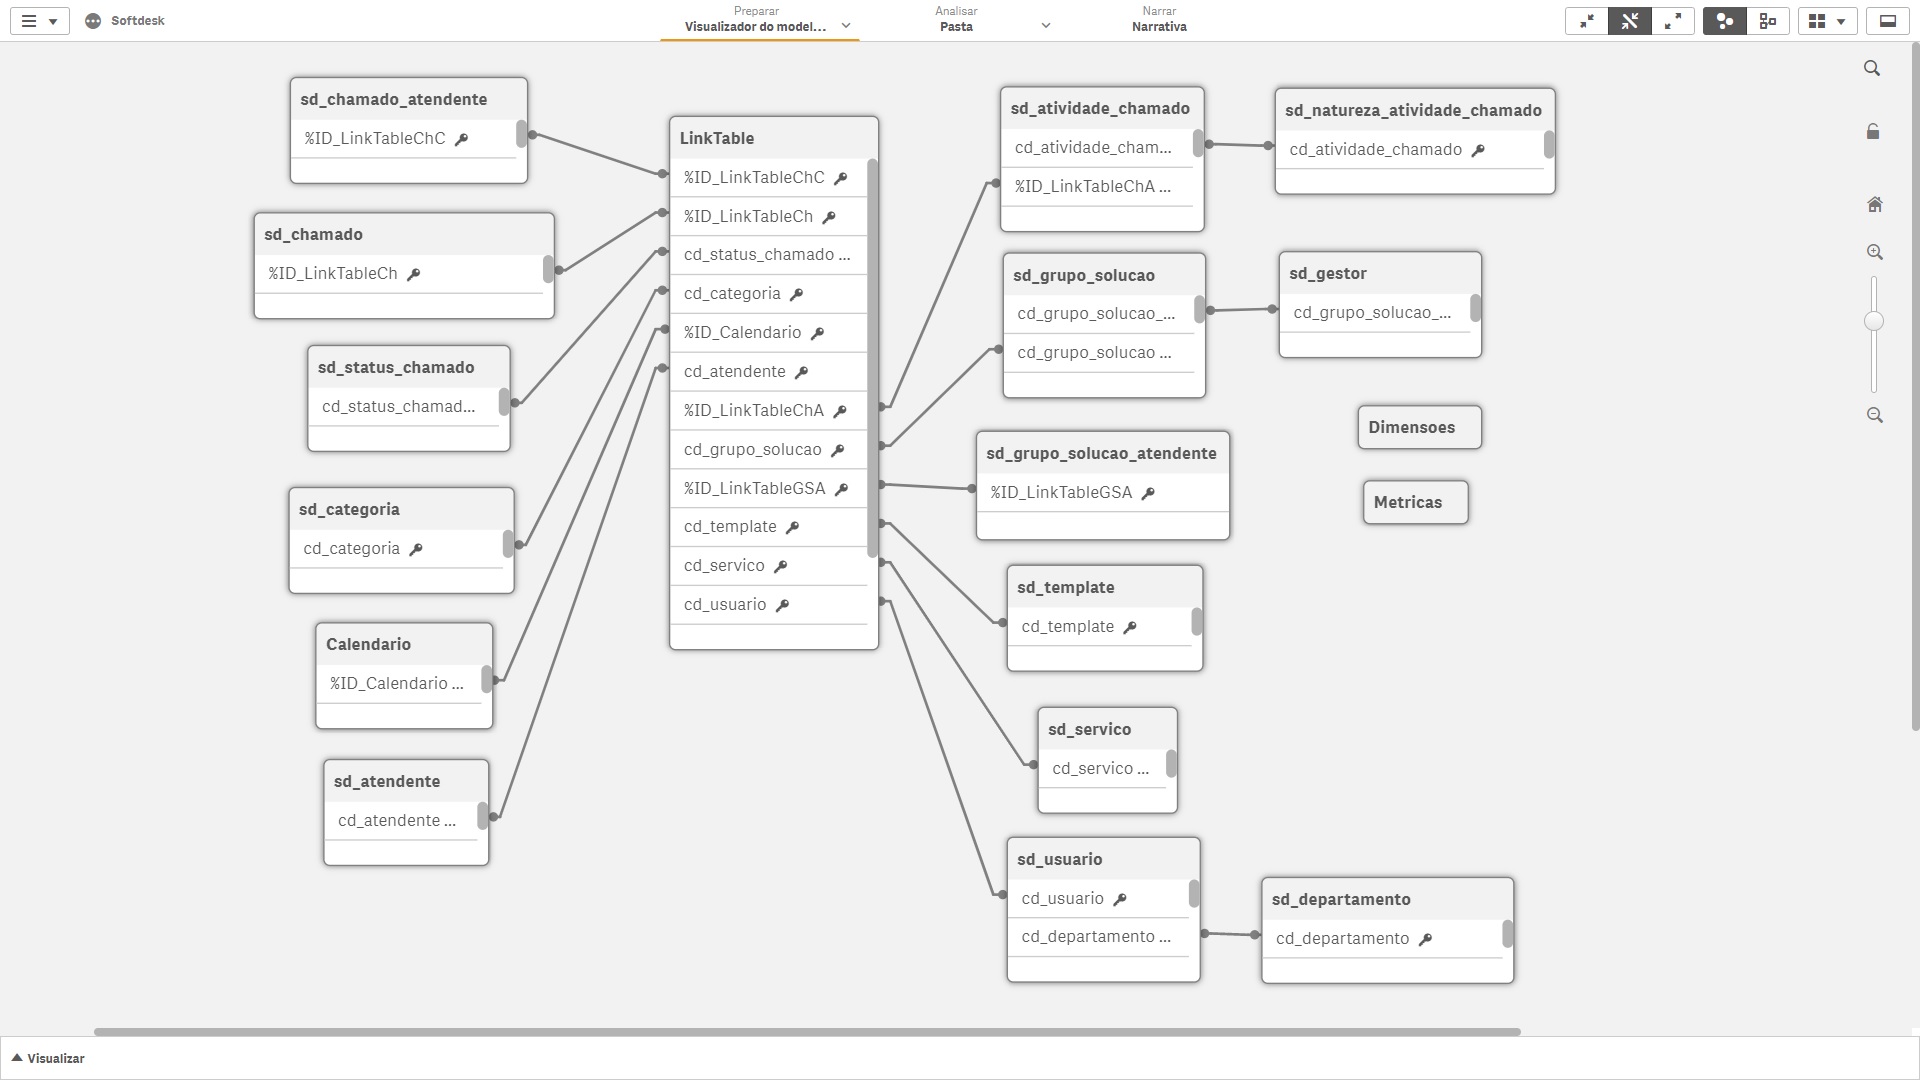 Softdesk
Preparar
Visualizador do model...
Analisar
Pasta
Narrar
Narrativa
sd_chamado_atendente
%ID_LinkTableChC
sd_chamado
%ID_LinkTableCh
sd_status_chamado
cd_status_chamad...
sd_categoria
cd_categoria
Calendario
%ID_Calendario ...
sd_atendente
cd_atendente ...
LinkTable
%ID_LinkTableChC
%ID_LinkTableCh
cd_status_chamado ...
cd_categoria
%ID_Calendario
cd_atendente
%ID_LinkTableChA
cd_grupo_solucao
%ID_LinkTableGSA
cd_template
cd_servico
cd_usuario
sd_atividade_chamado
cd_atividade_cham...
%ID_LinkTableChA ...
sd_natureza_atividade_chamado
cd_atividade_chamado
sd_grupo_solucao
cd_grupo_solucao_...
cd_grupo_solucao ...
sd_gestor
cd_grupo_solucao_...
Dimensoes
Metricas
sd_grupo_solucao_atendente
%ID_LinkTableGSA
sd_template
cd_template
sd_servico
cd_servico ...
sd_usuario
cd_usuario
cd_departamento ...
sd_departamento
cd_departamento
Visualizar